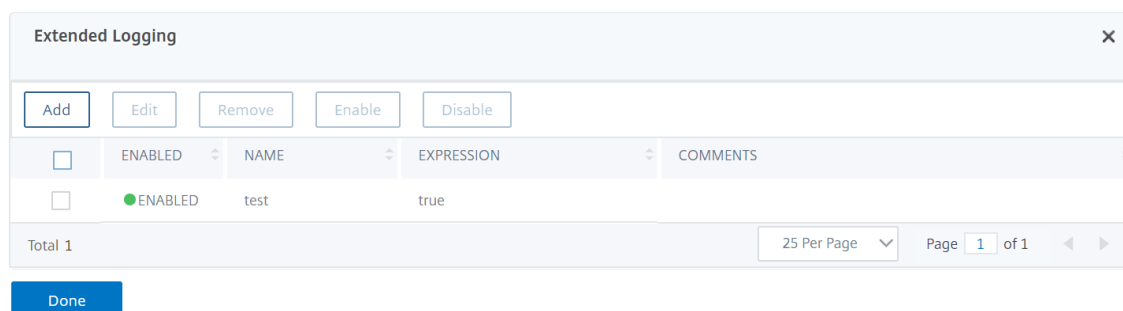 Extended Logging
Add Edit Remove Enable Disable
ENABLED NAME EXPRESSION COMMENTS
ENABLED test true
Total 1 25 Per Page Page 1 of 1
Done